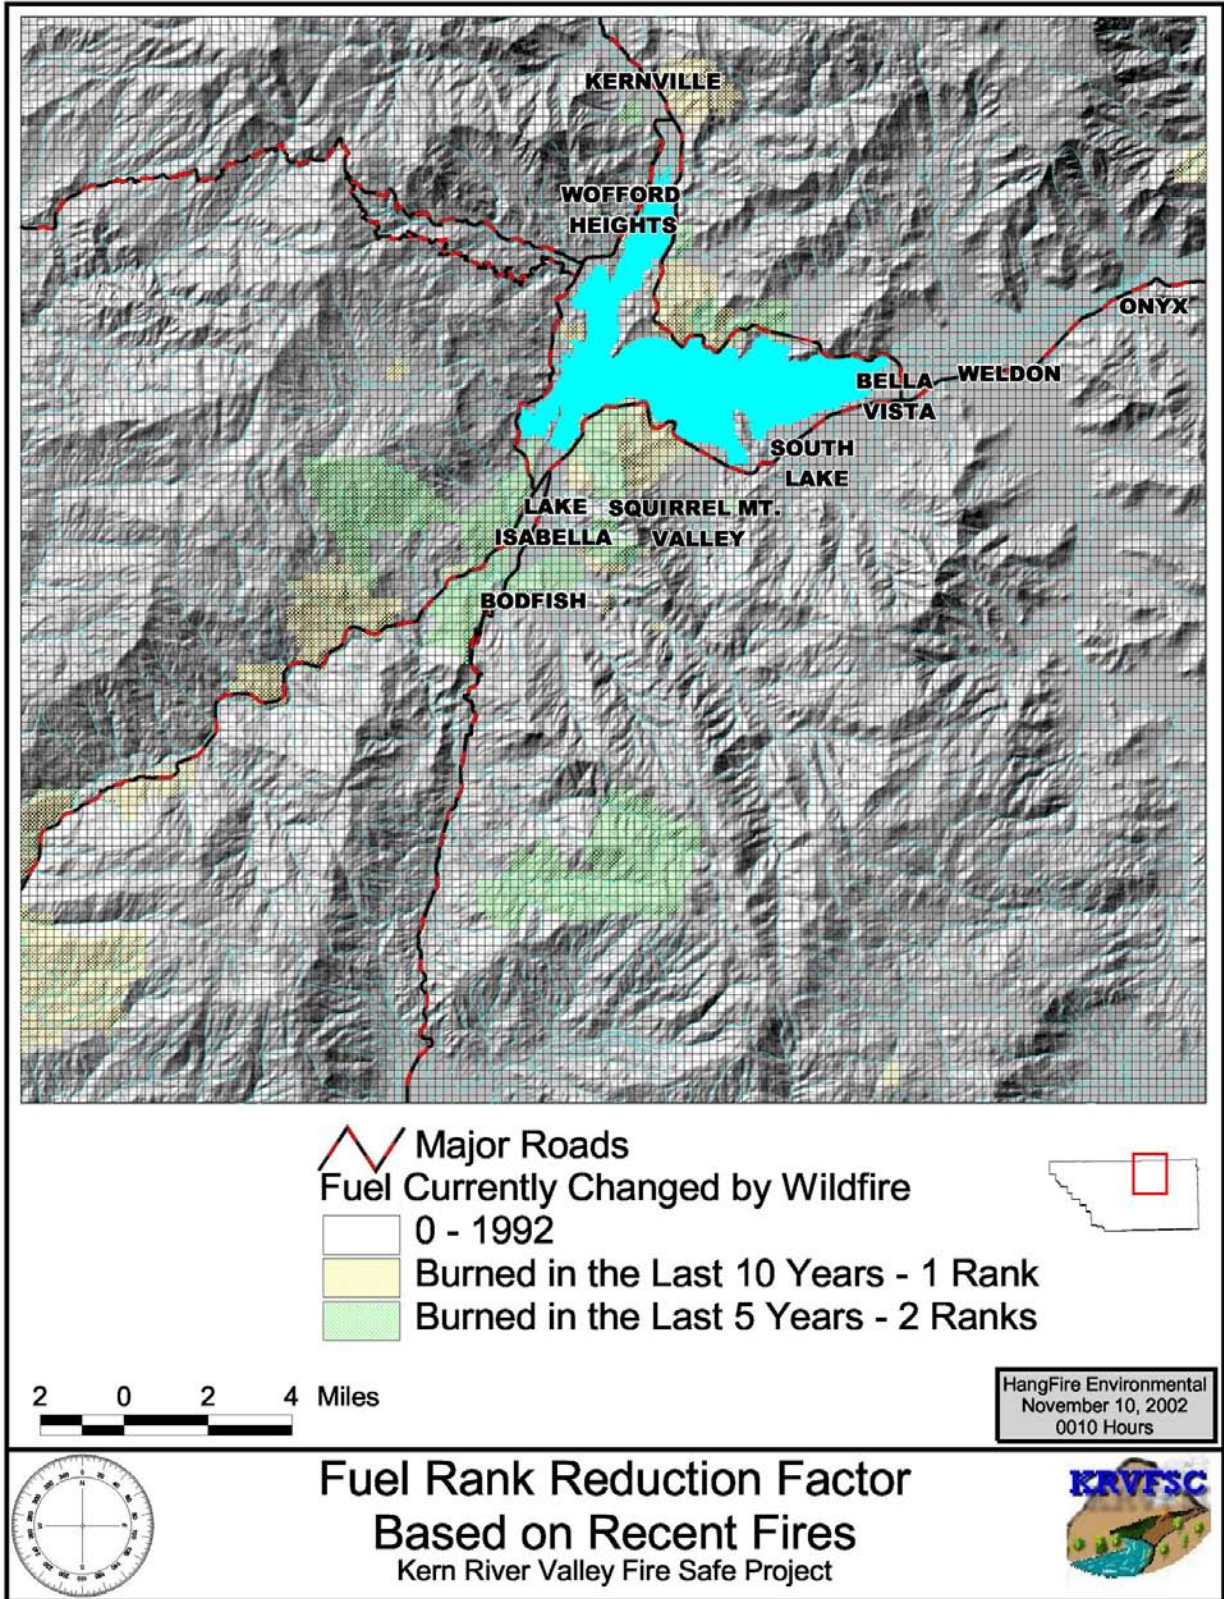 KERNVILLE
WOFFORD
HEIGHTS
ONYX
BELLA
VISTA
WELDON
SOUTH
LAKE
LAKE
ISABELLA
SQUIRREL MT.
VALLEY
BODFISH
Major Roads
Fuel Currently Changed by Wildfire
0 - 1992
Burned in the Last 10 Years - 1 Rank
Burned in the Last 5 Years - 2 Ranks
2 0 2 4 Miles
HangFire Environmental
November 10, 2002
0010 Hours
Fuel Rank Reduction Factor
Based on Recent Fires
Kern River Valley Fire Safe Project
KRVFSC